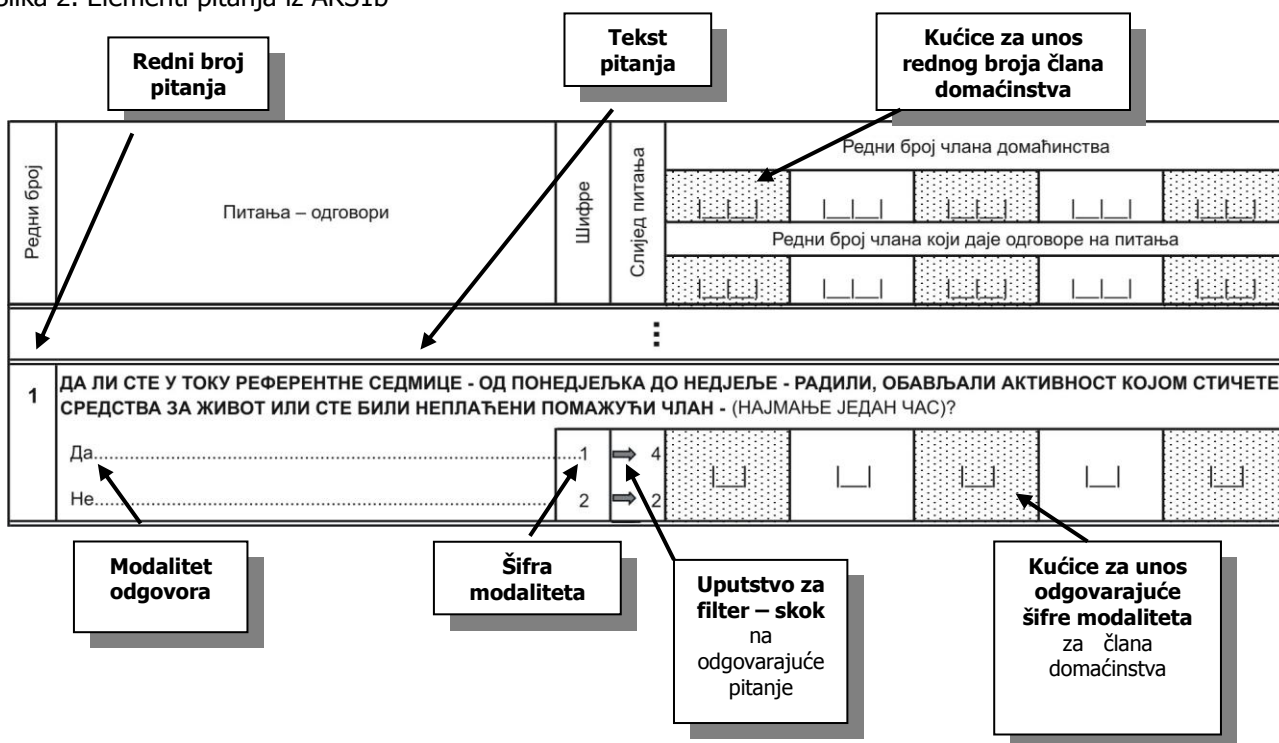 Slika 2. Elementi pitanja iz ARS1b
Redni broj
pitanja
Tekst
pitanja
Kućice za unos
rednog broja člana
domaćinstva
Редни број
Питања – одговори
Шифре
Слијед питања
Редни број члана домаћинства
|__|__| |__|__| |__|__| |__|__| |__|__|
Редни број члана који даје одговоре на питања
|__|__| |__|__| |__|__| |__|__| |__|__|
⋮
1 ДА ЛИ СТЕ У ТОКУ РЕФЕРЕНТНЕ СЕДМИЦЕ - ОД ПОНЕДЈЕЉКА ДО НЕДЈЕЉЕ - РАДИЛИ, ОБАВЉАЛИ АКТИВНОСТ КОЈОМ СТИЧЕТЕ
СРЕДСТВА ЗА ЖИВОТ ИЛИ СТЕ БИЛИ НЕПЛАЋЕНИ ПОМАЖУЋИ ЧЛАН - (НАЈМАЊЕ ЈЕДАН ЧАС)?
Да.......................................................................1 ➡ 4 |__| |__| |__| |__| |__|
Не.......................................................................2 ➡ 2
Modalitet
odgovora
Šifra
modaliteta
Uputstvo za
filter – skok
na
odgovarajuće
pitanje
Kućice za unos
odgovarajuće
šifre modaliteta
za člana
domaćinstva